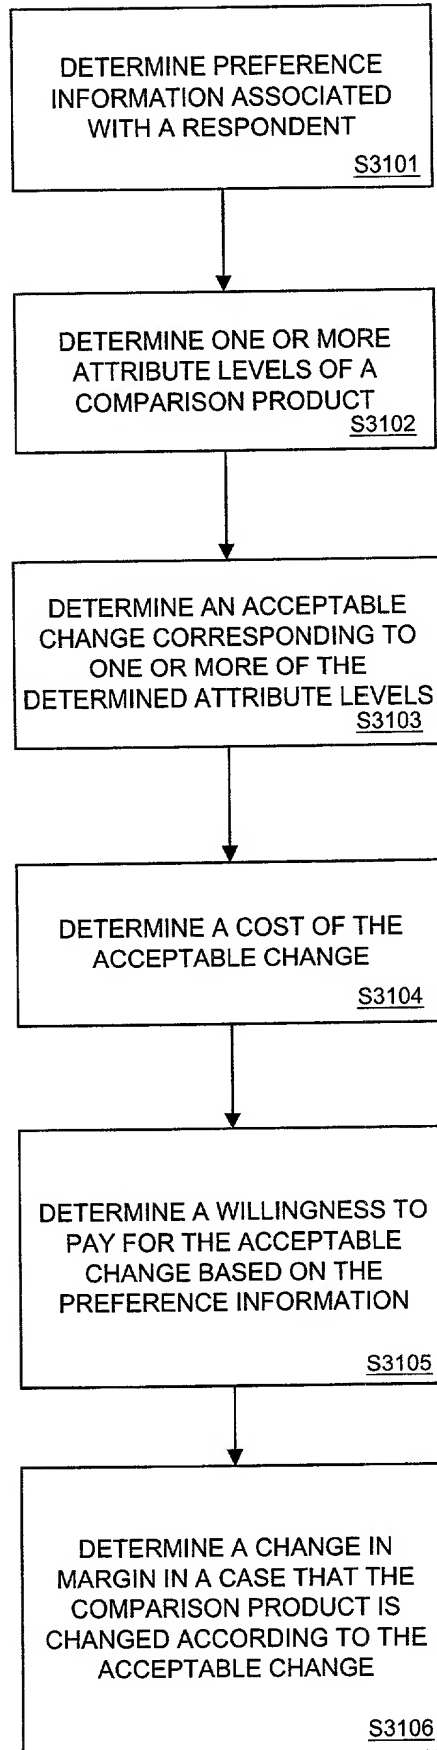 DETERMINE PREFERENCE
INFORMATION ASSOCIATED
WITH A RESPONDENT
S3101
DETERMINE ONE OR MORE
ATTRIBUTE LEVELS OF A
COMPARISON PRODUCT
S3102
DETERMINE AN ACCEPTABLE
CHANGE CORRESPONDING TO
ONE OR MORE OF THE
DETERMINED ATTRIBUTE LEVELS
S3103
DETERMINE A COST OF THE
ACCEPTABLE CHANGE
S3104
DETERMINE A WILLINGNESS TO
PAY FOR THE ACCEPTABLE
CHANGE BASED ON THE
PREFERENCE INFORMATION
S3105
DETERMINE A CHANGE IN
MARGIN IN A CASE THAT THE
COMPARISON PRODUCT IS
CHANGED ACCORDING TO THE
ACCEPTABLE CHANGE
S3106